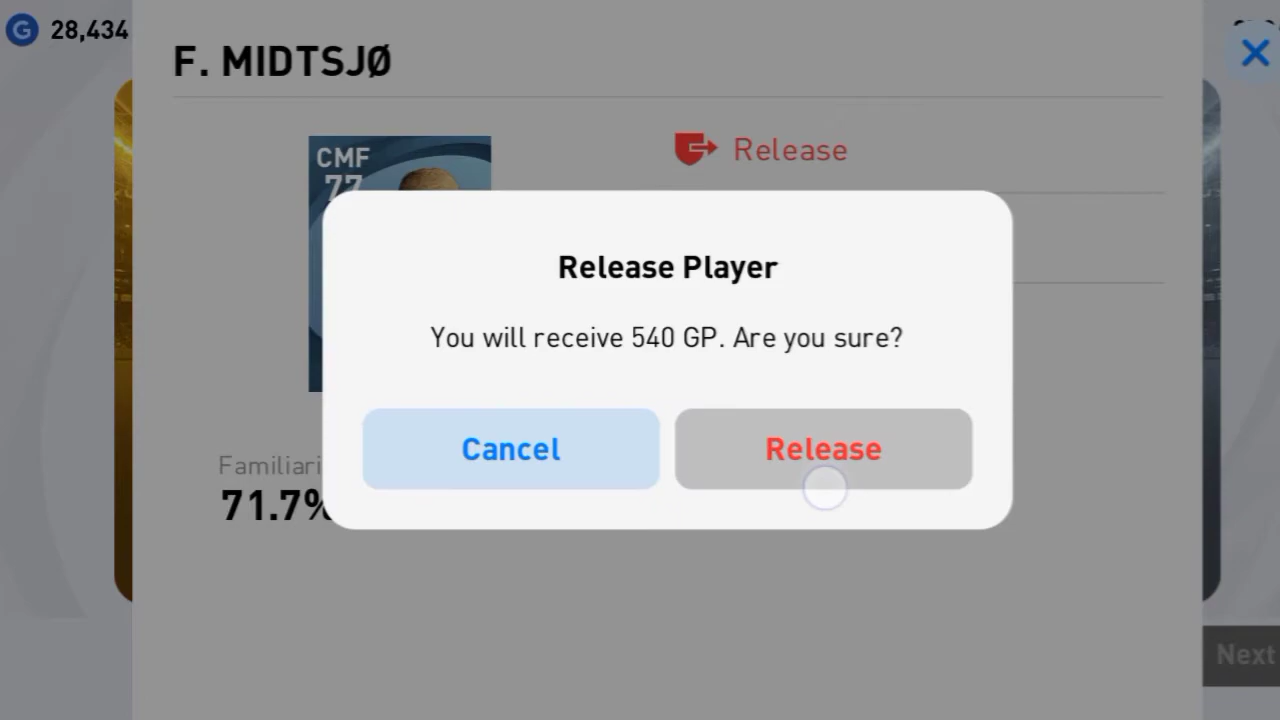 G 28,434
F. MIDTSJØ
CMF
77
Release
Release Player
You will receive 540 GP. Are you sure?
Cancel
Release
Familiari
71.7%
Next